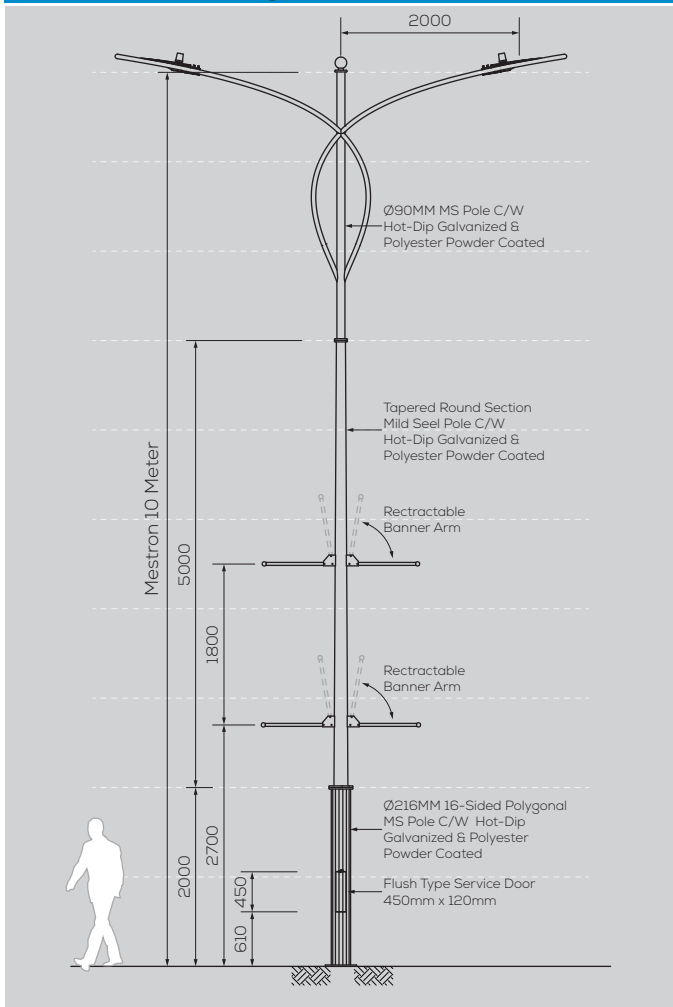 2000
Ø90MM MS Pole C/W
Hot-Dip Galvanized &
Polyester Powder Coated
Tapered Round Section
Mild Seel Pole C/W
Hot-Dip Galvanized &
Polyester Powder Coated
Mestron 10 Meter
5000
Rectractable
Banner Arm
1800
Rectractable
Banner Arm
Ø216MM 16-Sided Polygonal
MS Pole C/W Hot-Dip
Galvanized & Polyester
Powder Coated
2000
2700
450
Flush Type Service Door
450mm x 120mm
610